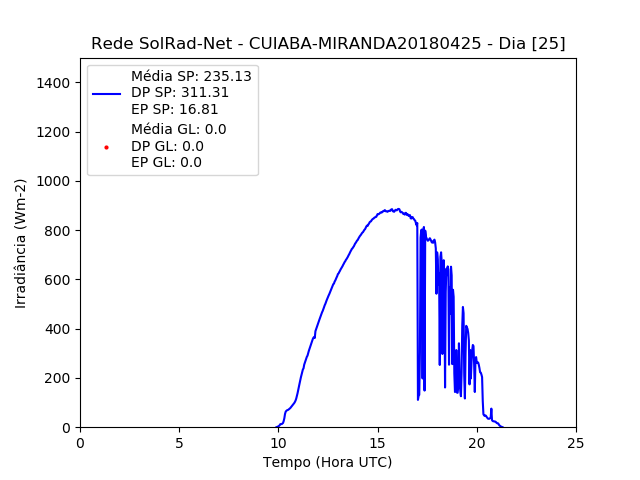 Rede SolRad-Net - CUIABA-MIRANDA20180425 - Dia [25]
Média SP: 235.13
DP SP: 311.31
EP SP: 16.81
Média GL: 0.0
DP GL: 0.0
EP GL: 0.0
Irradiância (Wm-2)
1400
1200
1000
800
600
400
200
0
0 5 10 15 20 25
Tempo (Hora UTC)